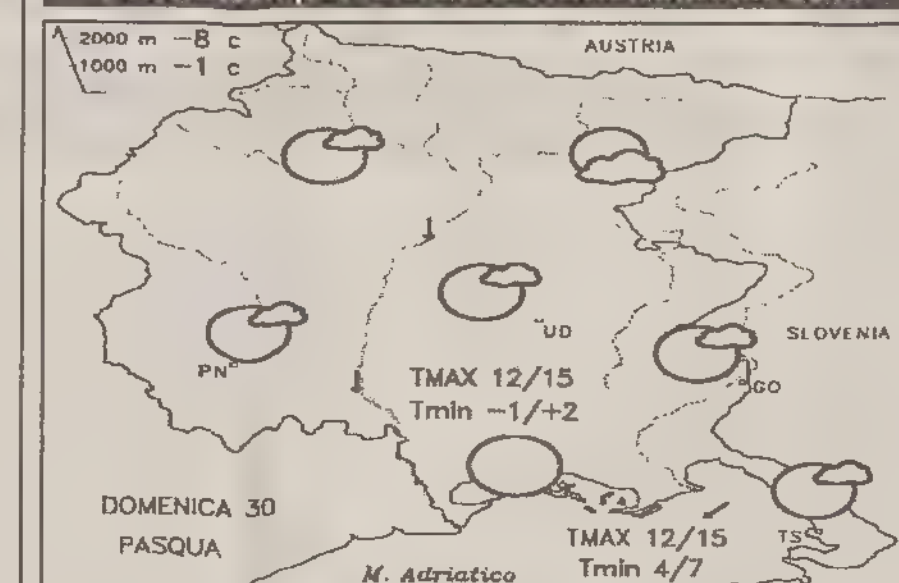 2000 m −8 c
1000 m −1 c
AUSTRIA
UD
SLOVENIA
PN
GO
TMAX 12/15
Tmin −1/+2
DOMENICA 30
PASQUA
TMAX 12/15
Tmin 4/7
TS
M. Adriatico